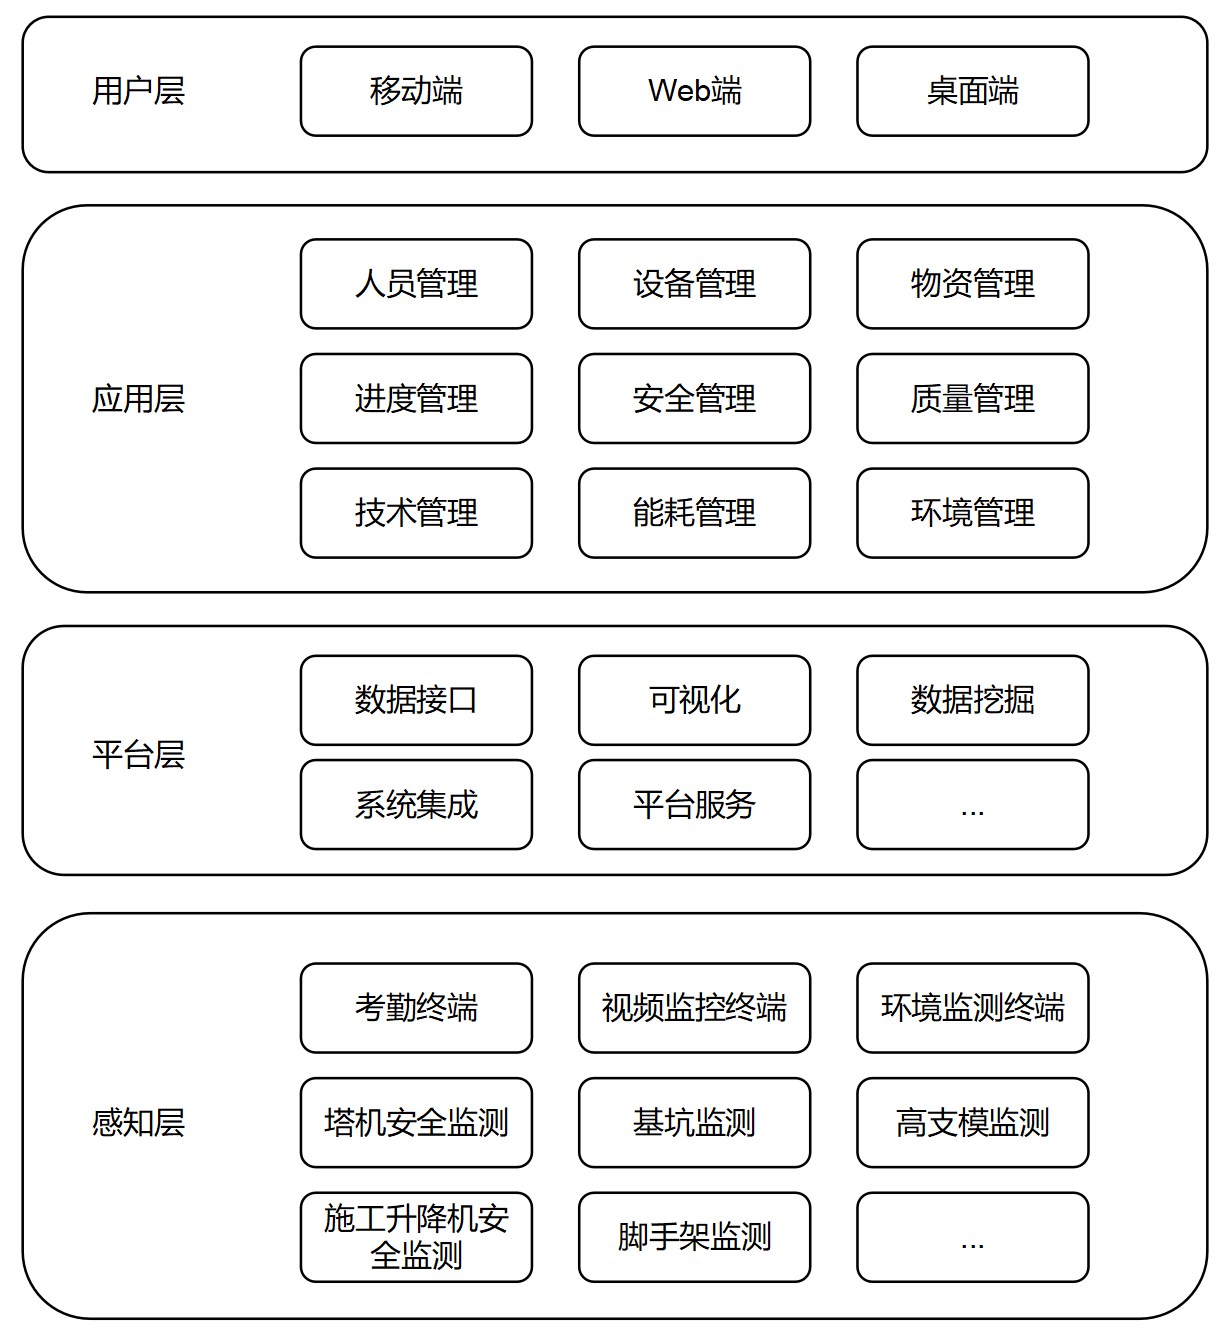 用户层
移动端
Web端
桌面端
应用层
人员管理
设备管理
物资管理
进度管理
安全管理
质量管理
技术管理
能耗管理
环境管理
平台层
数据接口
可视化
数据挖掘
系统集成
平台服务
...
感知层
考勤终端
视频监控终端
环境监测终端
塔机安全监测
基坑监测
高支模监测
施工升降机安
全监测
脚手架监测
...